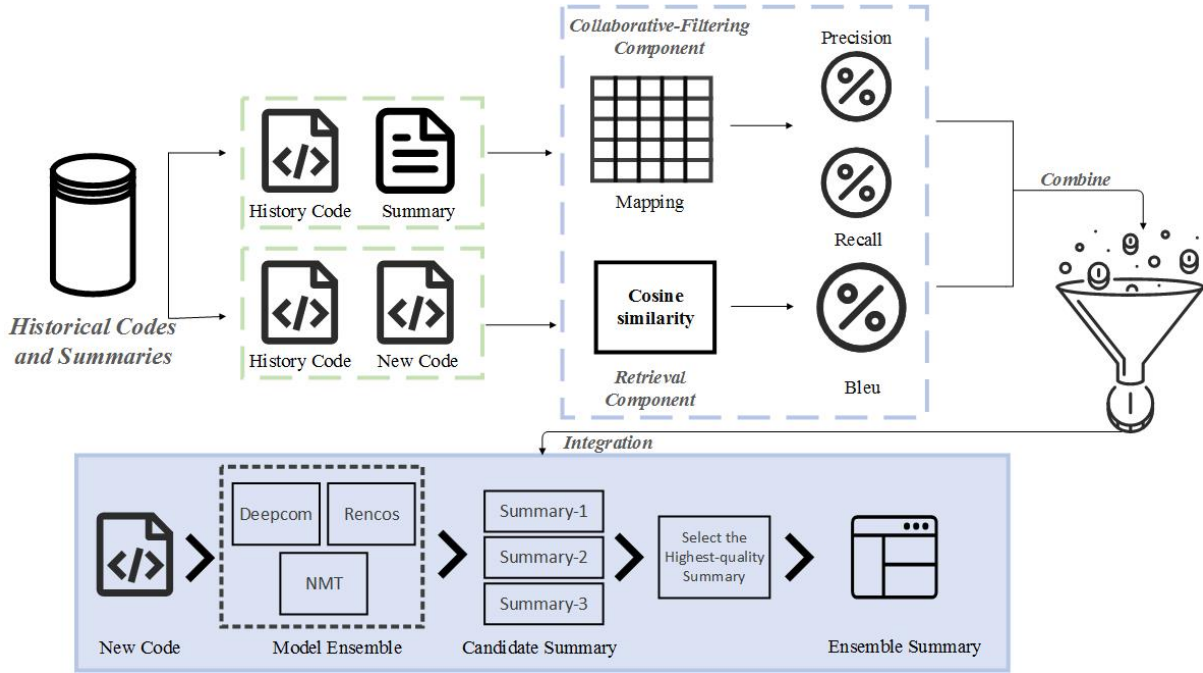 Collaborative-Filtering
Component
Precision
Historical Codes
and Summaries
History Code
Summary
Mapping
Recall
Combine
History Code
New Code
Cosine
similarity
Retrieval
Component
Bleu
Integration
Deepcom
Rencos
NMT
Summary-1
Summary-2
Summary-3
Select the
Highest-quality
Summary
New Code
Model Ensemble
Candidate Summary
Ensemble Summary